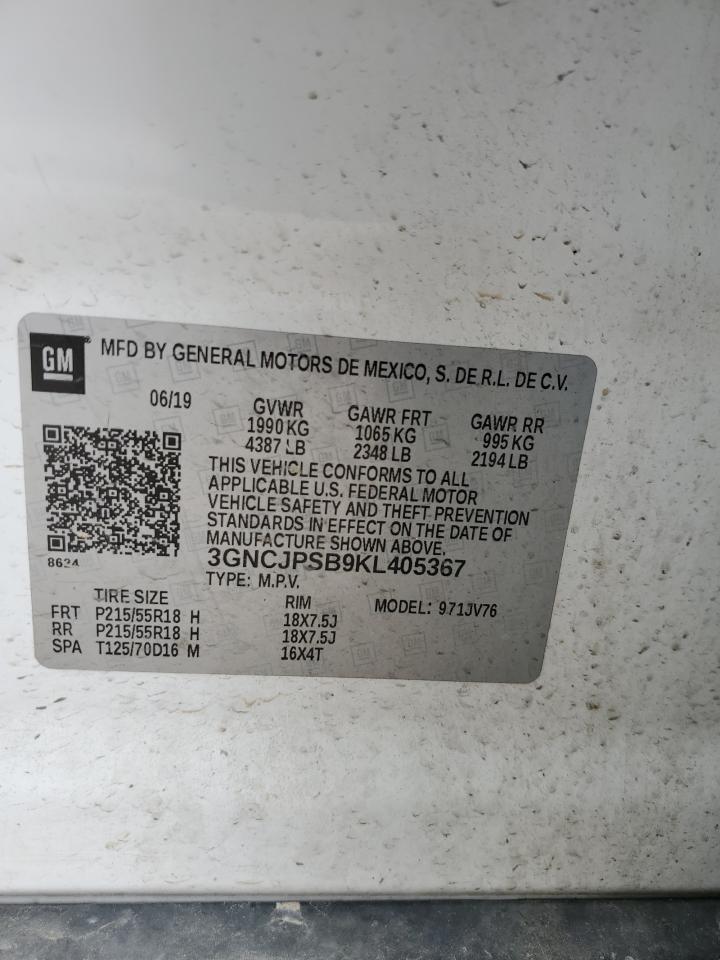 GM MFD BY GENERAL MOTORS DE MEXICO, S. DE R.L. DE C.V.
06/19 GVWR GAWR FRT GAWR RR
1990 KG 1065 KG 995 KG
4387 LB 2348 LB 2194 LB
THIS VEHICLE CONFORMS TO ALL
APPLICABLE U.S. FEDERAL MOTOR
VEHICLE SAFETY AND THEFT PREVENTION
STANDARDS IN EFFECT ON THE DATE OF
MANUFACTURE SHOWN ABOVE.
8624 3GNCJPSB9KL405367
TYPE: M.P.V.
TIRE SIZE RIM MODEL: 971JV76
FRT P215/55R18 H 18X7.5J
RR P215/55R18 H 18X7.5J
SPA T125/70D16 M 16X4T